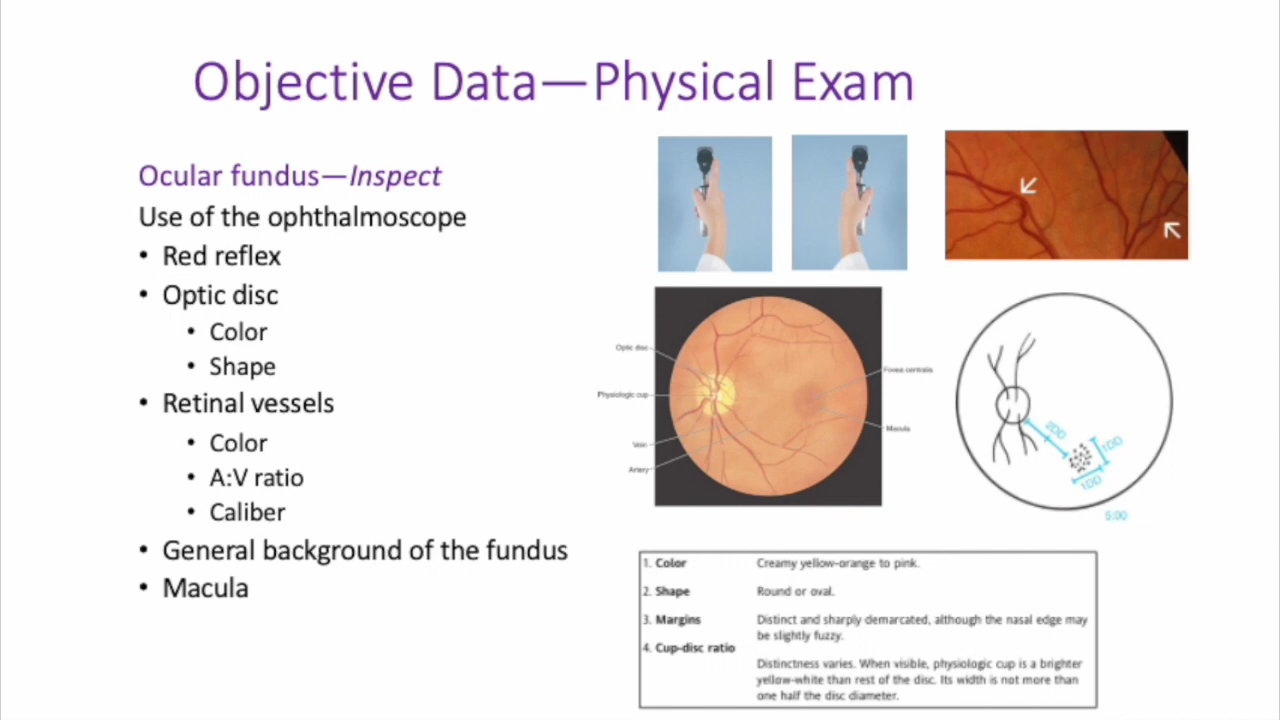 Objective Data—Physical Exam
Ocular fundus—Inspect
Use of the ophthalmoscope
• Red reflex
• Optic disc
• Color
• Shape
• Retinal vessels
• Color
• A:V ratio
• Caliber
• General background of the fundus
• Macula
Optic disc
Physiologic cup
Vein
Artery
Fovea centralis
Macula
2DD
1DD
1DD
5:00
1. Color Creamy yellow-orange to pink.
2. Shape Round or oval.
3. Margins Distinct and sharply demarcated, although the nasal edge may
be slightly fuzzy.
4. Cup-disc ratio
Distinctness varies. When visible, physiologic cup is a brighter
yellow-white than rest of the disc. Its width is not more than
one half the disc diameter.